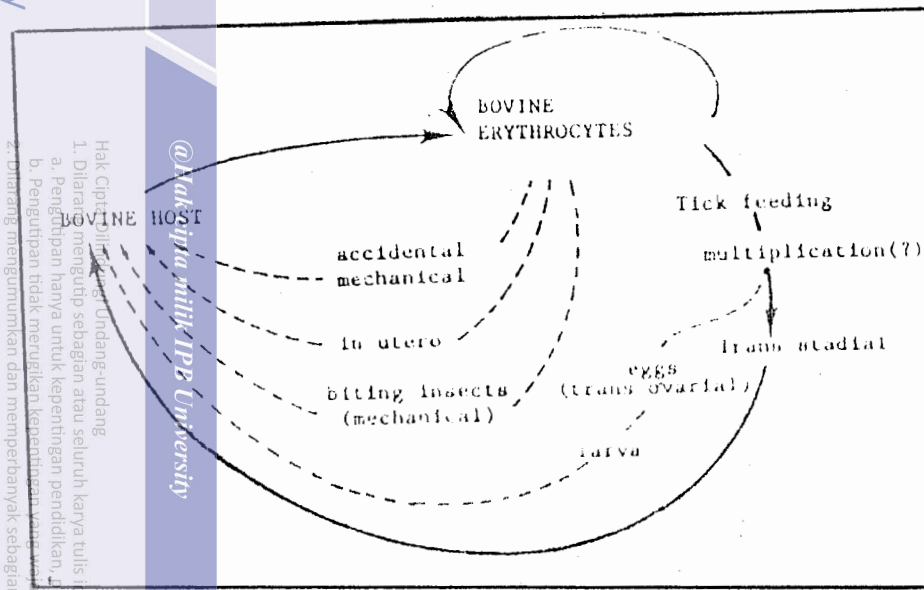 BOVINE
ERYTHROCYTES
BOVINE HOST
Tick feeding
multiplication(?)
accidental
mechanical
in utero
Trans stadial
eggs
(trans ovarial)
biting insects
(mechanical)
larva
@Hak cipta milik IPB University
Hak Cipta Dilindungi Undang-undang
1. Dilarang mengutip sebagian atau seluruh karya tulis
a. Pengutipan hanya untuk kepentingan pendidikan,
b. Pengutipan tidak merugikan kepentingan yang
2. Dilarang mengumumkan dan memperbanyak sebagian